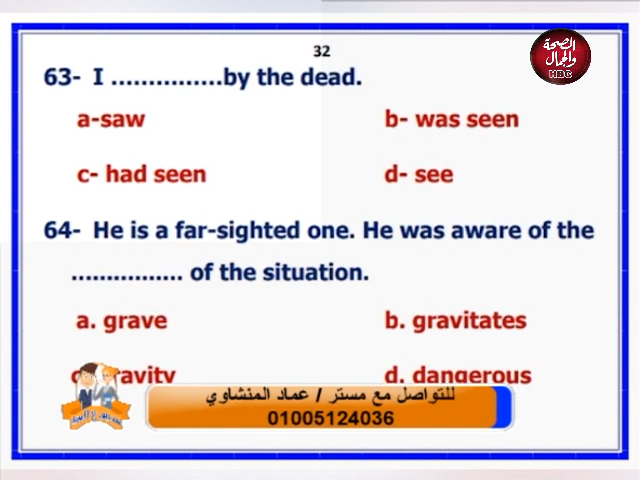 32
الصحة
والجمال
HBC
63- I ...............by the dead.
a-saw
b- was seen
c- had seen
d- see
64- He is a far-sighted one. He was aware of the
................ of the situation.
a. grave
b. gravitates
d. dangerous
للتواصل مع مستر / عماد المنشاوي
01005124036